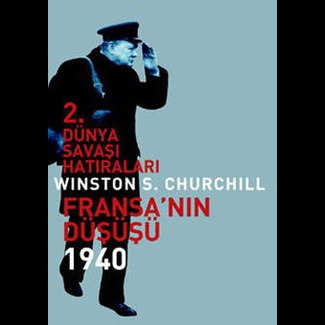 2.
DÜNYA
SAVAŞI
HATIRALARI
WINSTON S. CHURCHILL
FRANSA'NIN
DÜŞÜŞÜ
1940